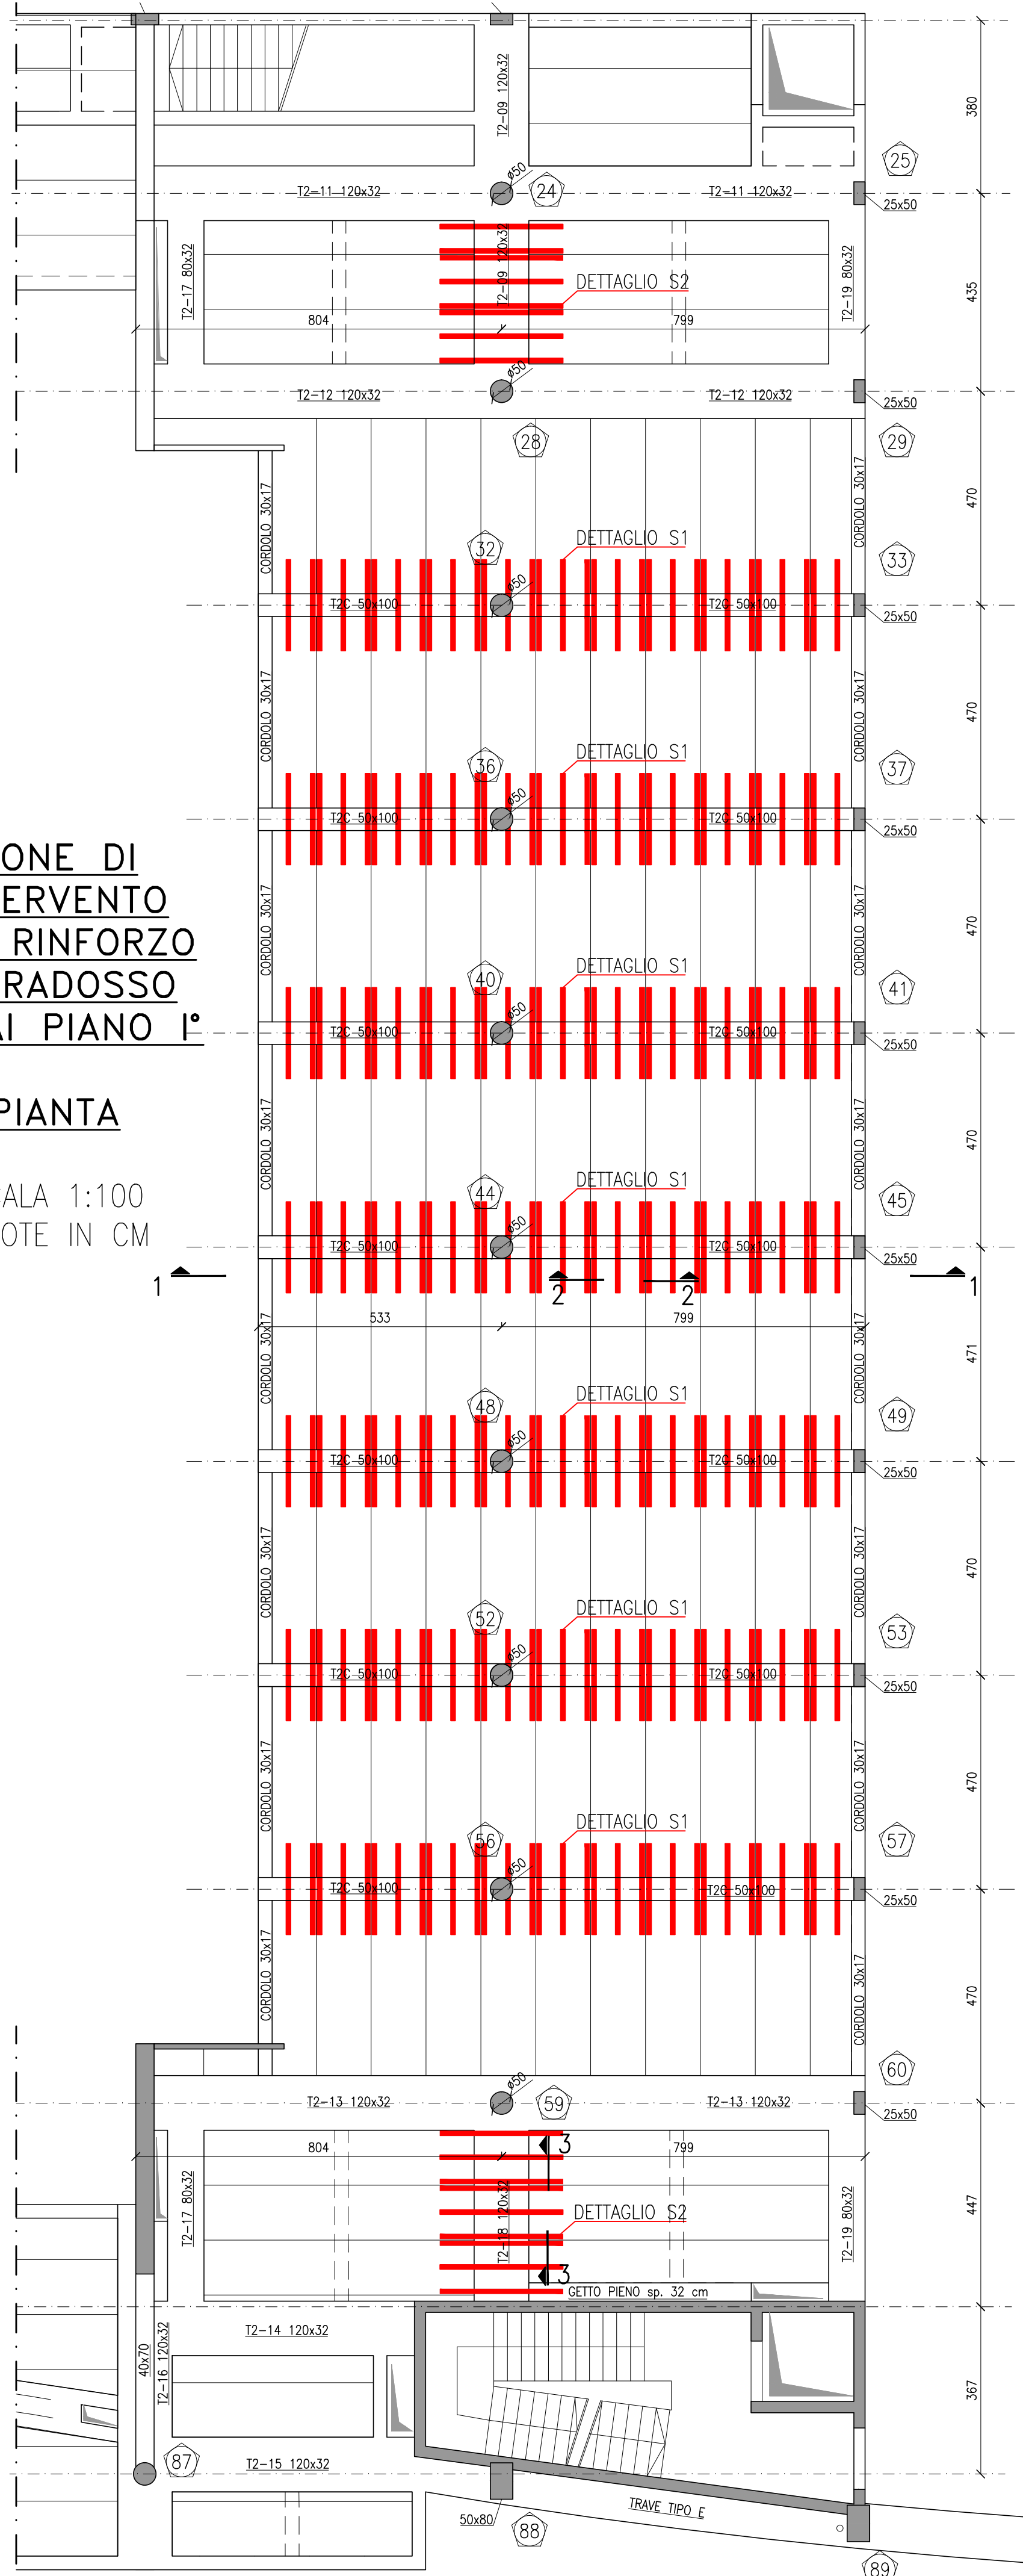 T2-09 120x32
380
25
ø50
24
T2-11 120x32
T2-11 120x32
25x50
T2-17 80x32
T2-09 120x32
DETTAGLIO S2
T2-19 80x32
435
804
799
ø50
T2-12 120x32
T2-12 120x32
25x50
28
29
CORDOLO 30x17
CORDOLO 30x17
470
32
DETTAGLIO S1
33
ø50
T2C 50x100
T2C 50x100
25x50
CORDOLO 30x17
CORDOLO 30x17
470
36
DETTAGLIO S1
37
ø50
T2C 50x100
T2C 50x100
25x50
ONE DI
ERVENTO
RINFORZO
RADOSSO
AI PIANO I°
CORDOLO 30x17
CORDOLO 30x17
470
40
DETTAGLIO S1
41
ø50
T2C 50x100
T2C 50x100
25x50
PIANTA
CORDOLO 30x17
CORDOLO 30x17
470
ALA 1:100
OTE IN CM
44
DETTAGLIO S1
45
ø50
T2C 50x100
T2C 50x100
25x50
1
2
2
1
533
799
CORDOLO 30x17
CORDOLO 30x17
471
48
DETTAGLIO S1
49
ø50
T2C 50x100
T2C 50x100
25x50
CORDOLO 30x17
CORDOLO 30x17
470
52
DETTAGLIO S1
53
ø50
T2C 50x100
T2C 50x100
25x50
CORDOLO 30x17
CORDOLO 30x17
470
56
DETTAGLIO S1
57
ø50
T2C 50x100
T2C 50x100
25x50
CORDOLO 30x17
CORDOLO 30x17
470
60
ø50
59
T2-13 120x32
T2-13 120x32
25x50
804
3
799
T2-17 80x32
T2-18 120x32
DETTAGLIO S2
T2-19 80x32
447
3
GETTO PIENO sp. 32 cm
T2-14 120x32
40x70
T2-16 120x32
367
87
T2-15 120x32
50x80
88
TRAVE TIPO E
89